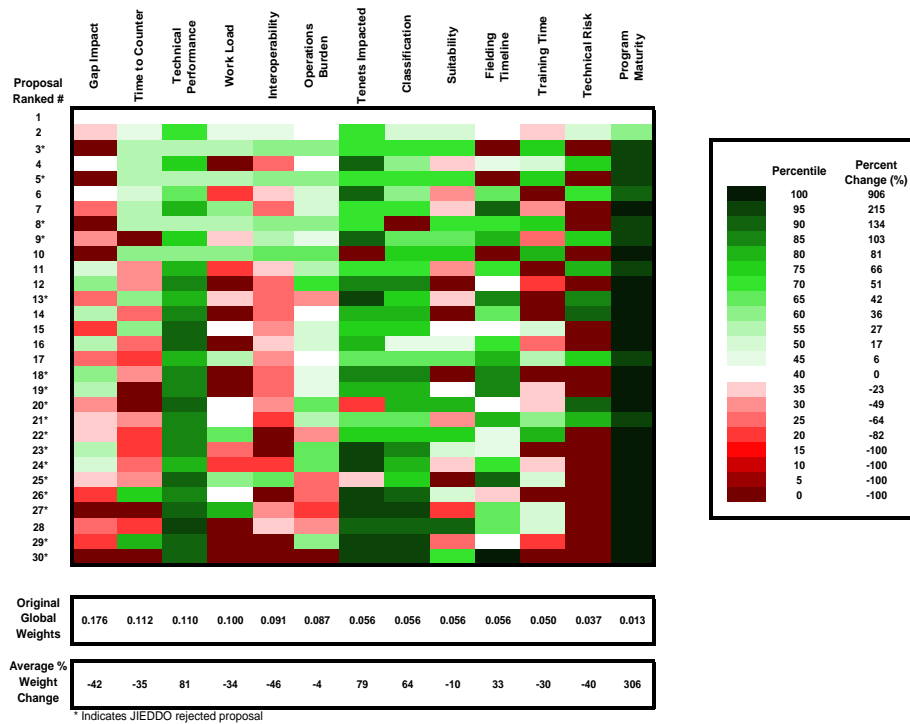 Gap Impact
Time to Counter
Technical
Performance
Work Load
Interoperability
Operations
Burden
Tenets Impacted
Classification
Suitability
Fielding
Timeline
Training Time
Technical Risk
Program
Maturity
Proposal
Ranked #
1
2
3*
4
5*
6
7
8*
9*
10
11
12
13*
14
15
16
17
18*
19*
20*
21*
22*
23*
24*
25*
26*
27*
28
29*
30*
Percentile Percent
Change (%)
100 906
95 215
90 134
85 103
80 81
75 66
70 51
65 42
60 36
55 27
50 17
45 6
40 0
35 -23
30 -49
25 -64
20 -82
15 -100
10 -100
5 -100
0 -100
Original
Global
Weights
0.176 0.112 0.110 0.100 0.091 0.087 0.056 0.056 0.056 0.056 0.050 0.037 0.013
Average %
Weight
Change
-42 -35 81 -34 -46 -4 79 64 -10 33 -30 -40 306
* Indicates JIEDDO rejected proposal